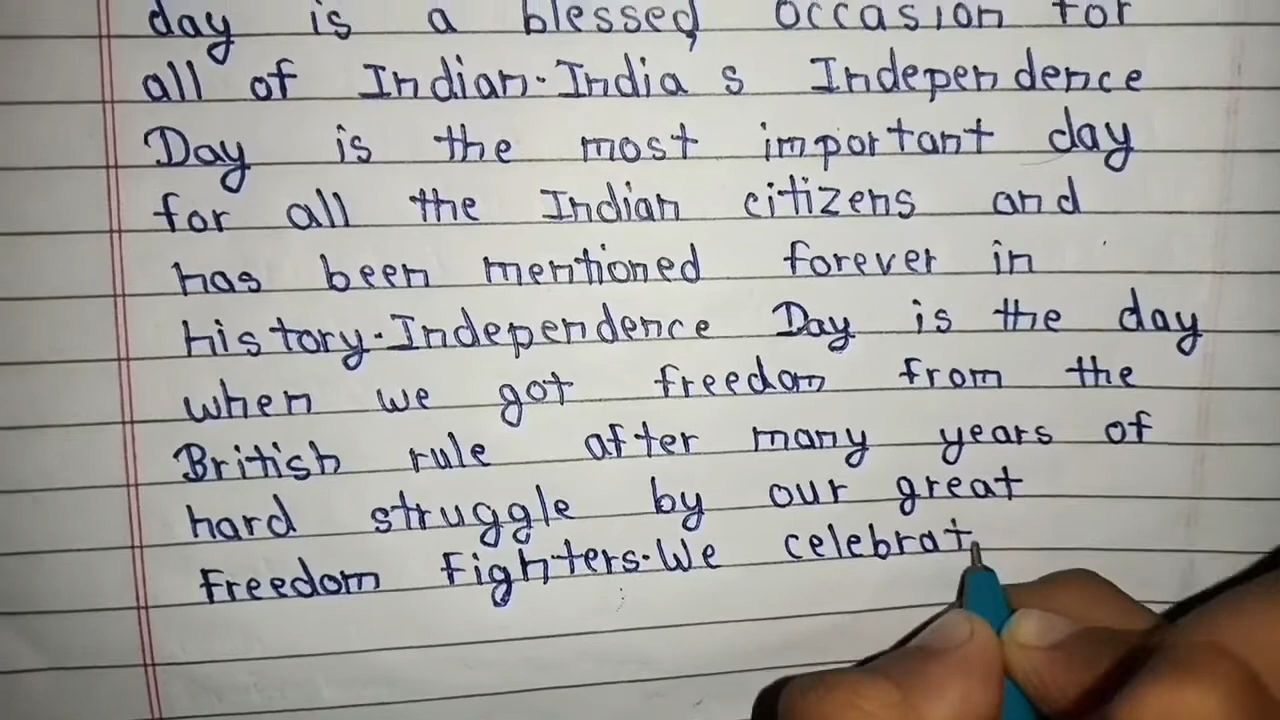 day is a blessed occasion for
all of Indian. India s Independence
Day is the most important day
for all the Indian citizens and
has been mentioned forever in
history. Independence Day is the day
when we got freedom from the
British rule after many years of
hard struggle by our great
Freedom Fighters. We celebrat